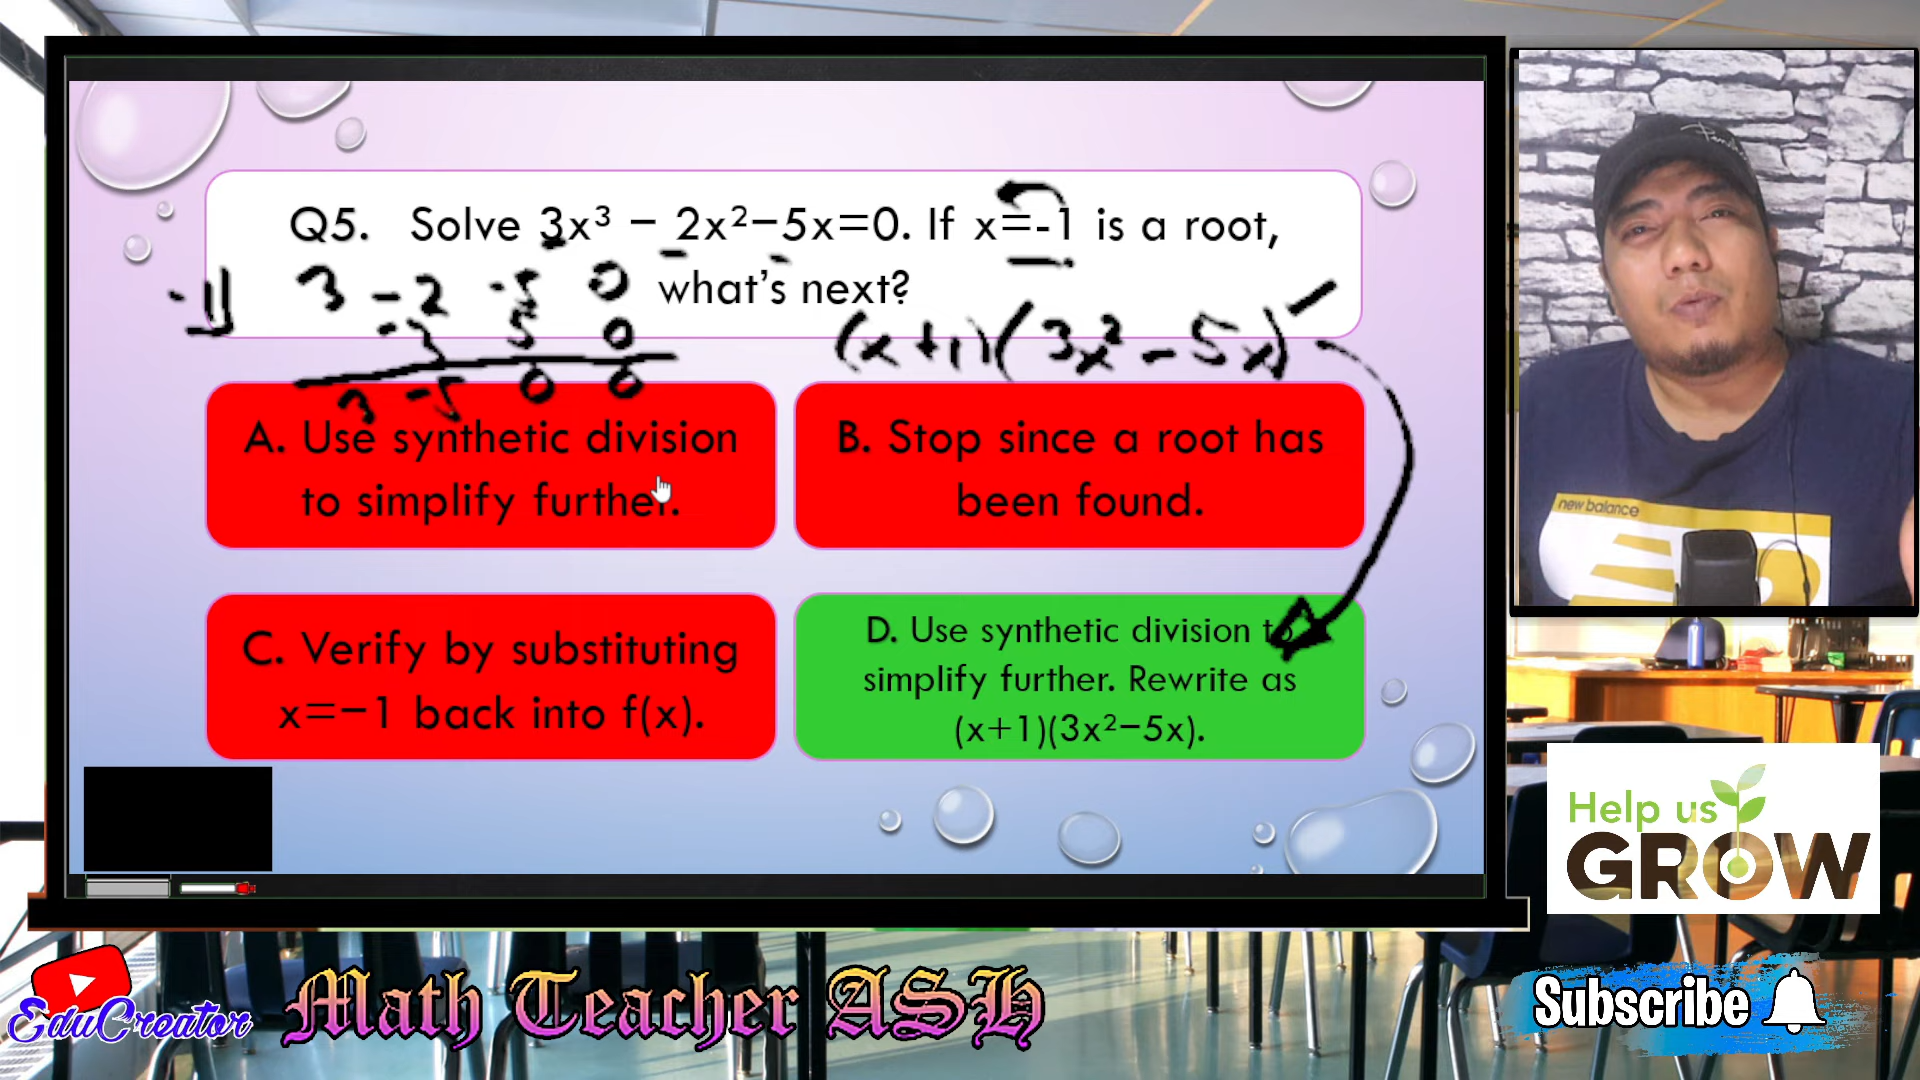 Q5. Solve 3x³ − 2x²−5x=0. If x=-1 is a root,
what's next?
-1 3 -2 -5 0
-3 5 0
3 -5 0 0
(x+1)(3x²-5x)
A. Use synthetic division
to simplify further.
B. Stop since a root has
been found.
C. Verify by substituting
x=−1 back into f(x).
D. Use synthetic division to
simplify further. Rewrite as
(x+1)(3x²−5x).
new balance
Help us
GROW
EduCreator
Math Teacher ASH
Subscribe